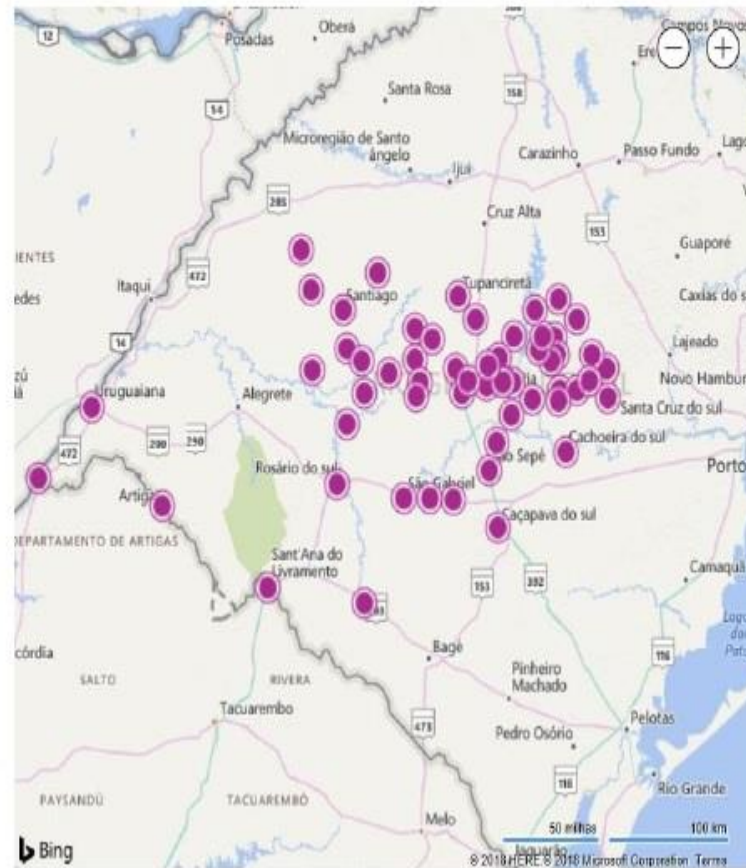 12
Posadas
Oberá
158
Campos Novos
Ere
54
Santa Rosa
Microregião de Santo
ângelo
Ijuí
Carazinho
Passo Fundo
285
Cruz Alta
153
Guaporé
IENTES
edes
472
Itaqui
Santiago
Tupanciretã
Caxias do s
14
Lajeado
Novo Hambur
Uruguaiana
Alegrete
Santa Cruz do sul
Cachoeira do sul
472
290
290
Rosário do sul
São Gabriel
Porto
Artigas
Caçapava do sul
DEPARTAMENTO DE ARTIGAS
Sant'Ana do
Livramento
153
392
Camaquã
córdia
Bagé
116
SALTO
RIVERA
Pinheiro
Machado
Tacuarembo
473
Pelotas
Pedro Osório
116
Rio Grande
PAYSANDÚ
TACUAREMBÓ
Melo
50 milhas
100 km
Bing
Jaguarão
© 2018 HERE © 2018 Microsoft Corporation Terms